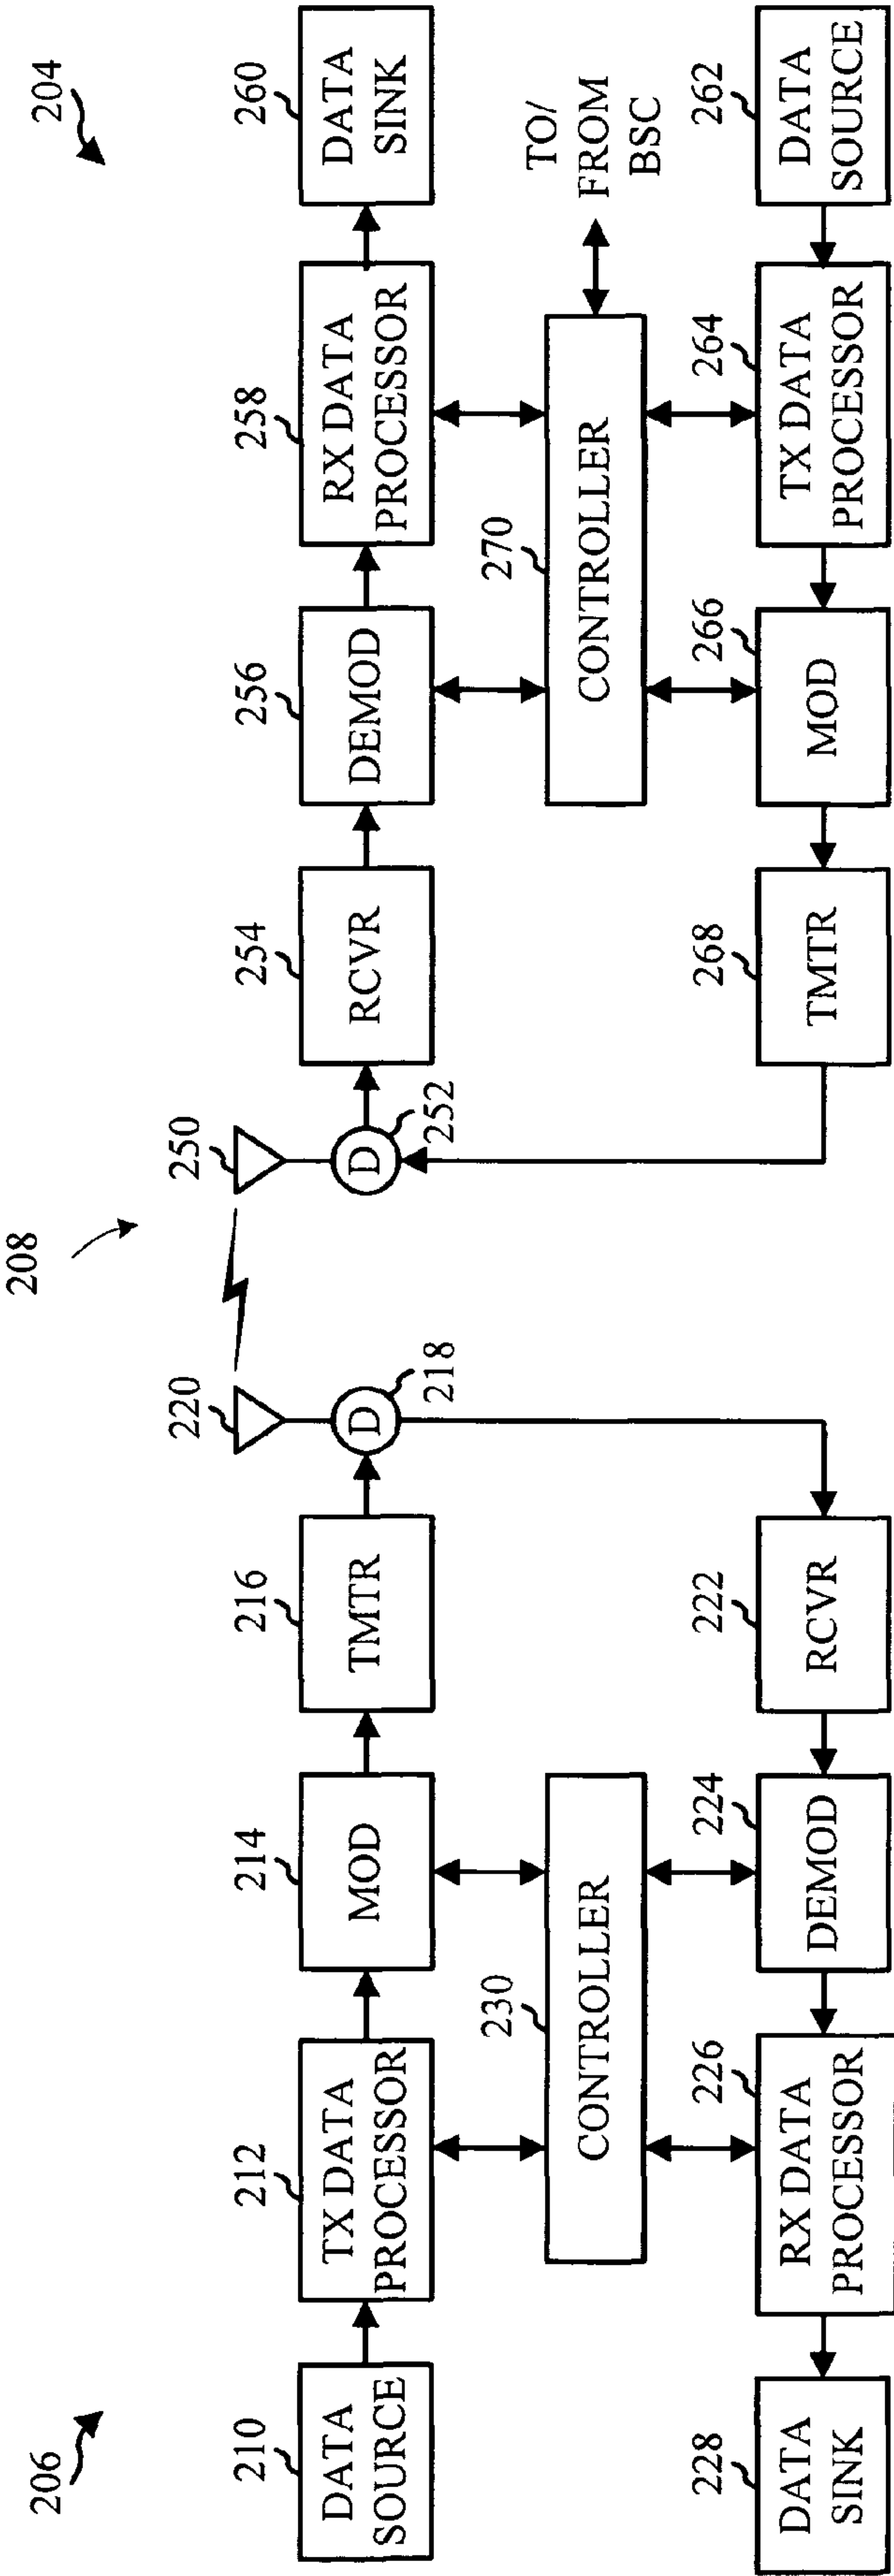 206
208
204
210
DATA
SOURCE
212
TX DATA
PROCESSOR
214
MOD
216
TMTR
220
D
218
250
D
252
254
RCVR
256
DEMOD
258
RX DATA
PROCESSOR
260
DATA
SINK
230
CONTROLLER
270
CONTROLLER
TO/
FROM
BSC
228
DATA
SINK
226
RX DATA
PROCESSOR
224
DEMOD
222
RCVR
268
TMTR
266
MOD
264
TX DATA
PROCESSOR
262
DATA
SOURCE